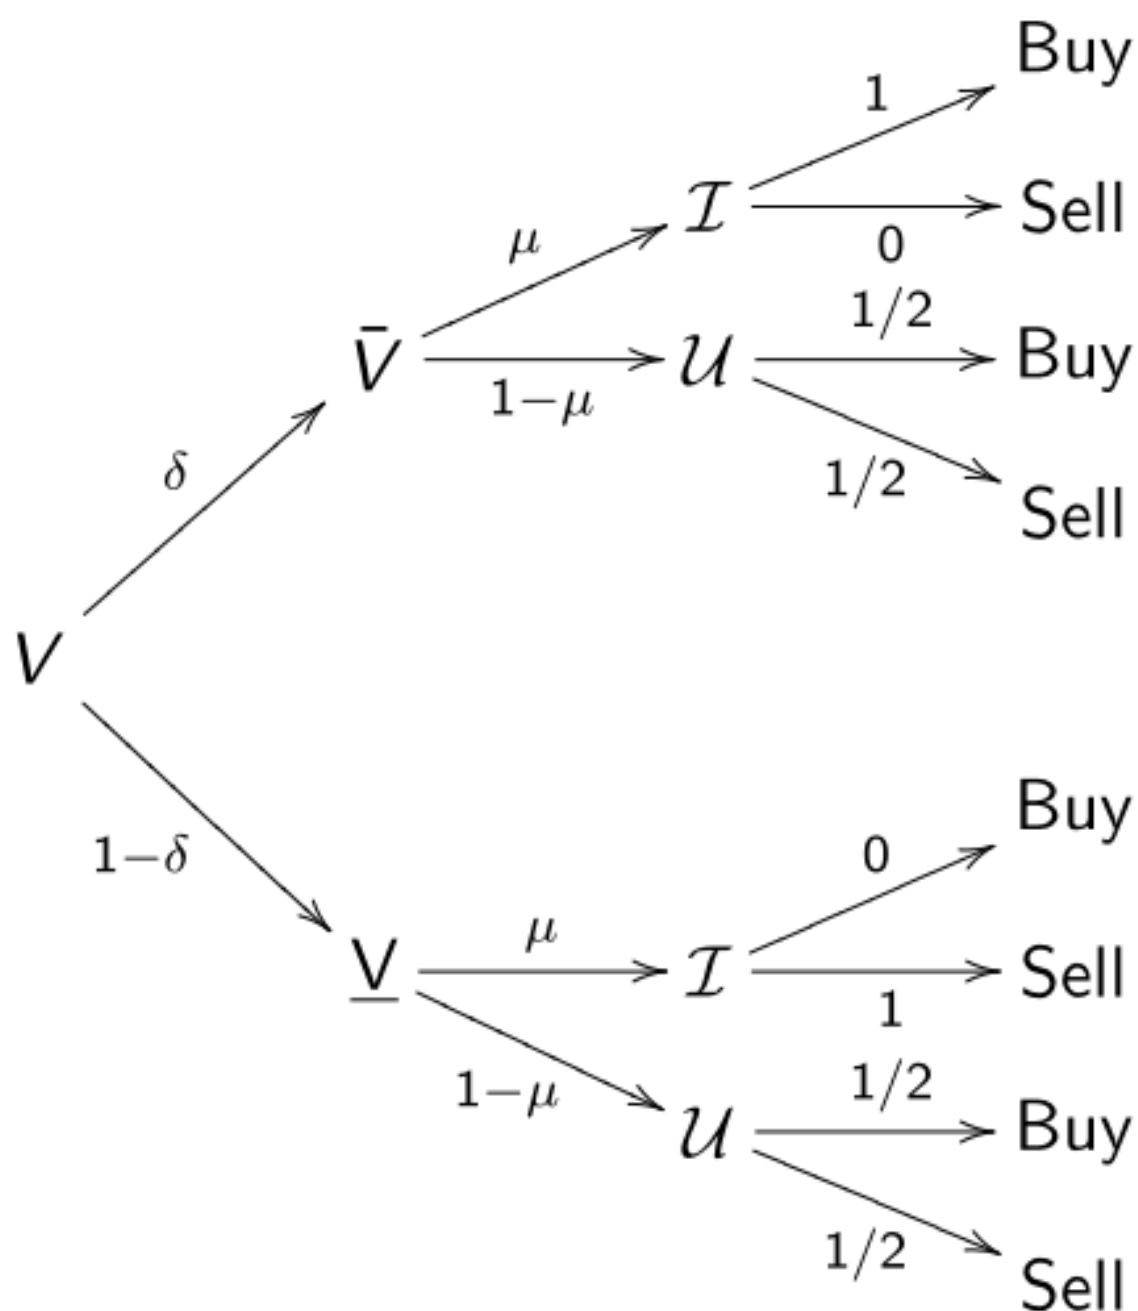 Buy
1
𝓘
Sell
0
μ
1/2
V̄
𝓤
Buy
1−μ
1/2
Sell
δ
V
1−δ
Buy
0
μ
V̲
𝓘
Sell
1
1−μ
1/2
𝓤
Buy
1/2
Sell